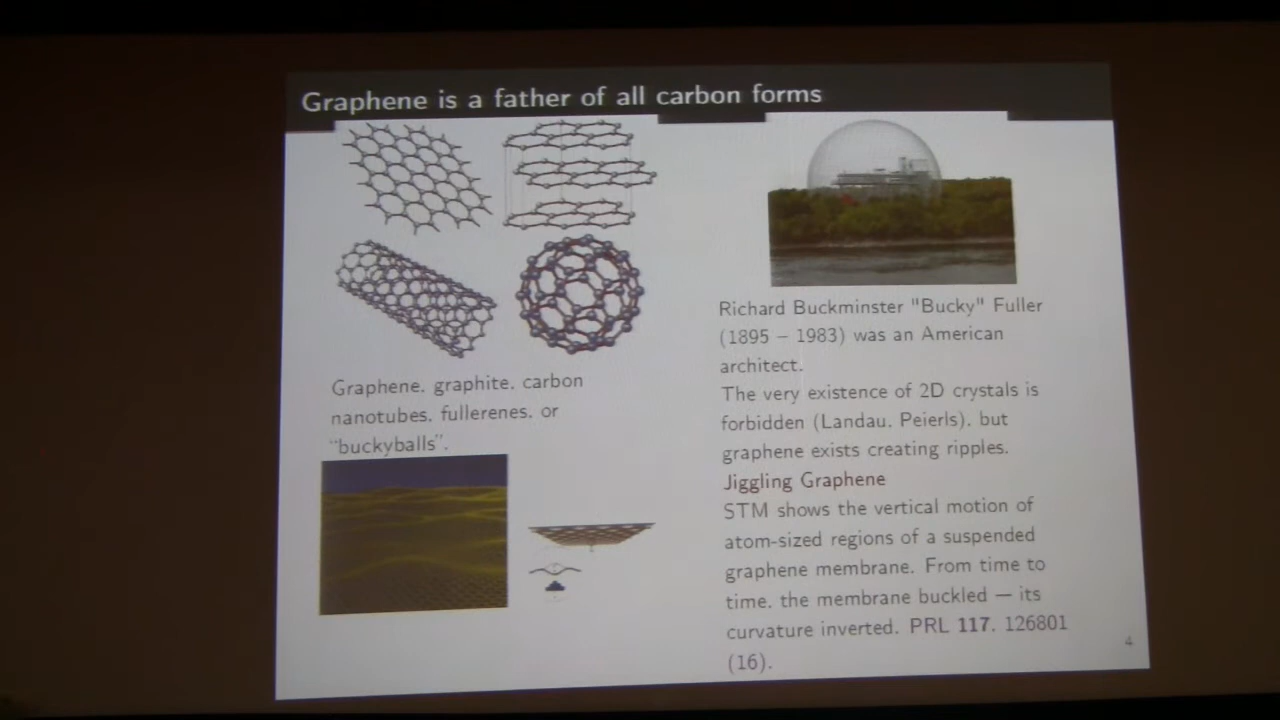 Graphene is a father of all carbon forms
Graphene, graphite, carbon
nanotubes, fullerenes, or
"buckyballs".
Richard Buckminster "Bucky" Fuller
(1895 – 1983) was an American
architect.
The very existence of 2D crystals is
forbidden (Landau, Peierls), but
graphene exists creating ripples.
Jiggling Graphene
STM shows the vertical motion of
atom-sized regions of a suspended
graphene membrane. From time to
time, the membrane buckled — its
curvature inverted. PRL 117, 126801
(16).
4